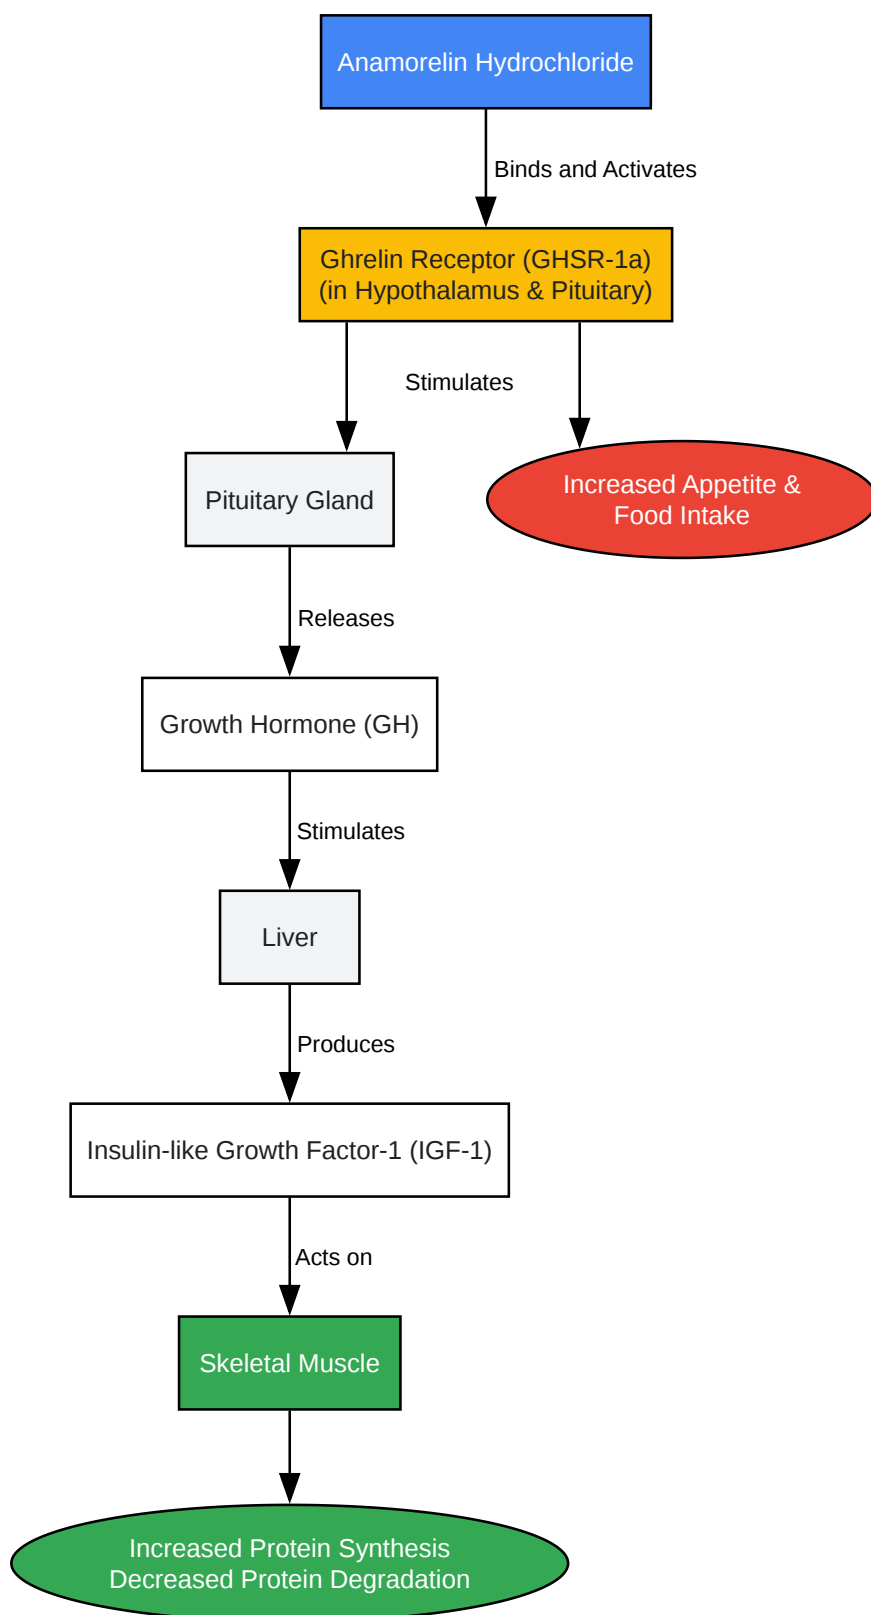 Anamorelin Hydrochloride
Binds and Activates
Ghrelin Receptor (GHSR-1a)
(in Hypothalamus & Pituitary)
Stimulates
Pituitary Gland
Increased Appetite &
Food Intake
Releases
Growth Hormone (GH)
Stimulates
Liver
Produces
Insulin-like Growth Factor-1 (IGF-1)
Acts on
Skeletal Muscle
Increased Protein Synthesis
Decreased Protein Degradation